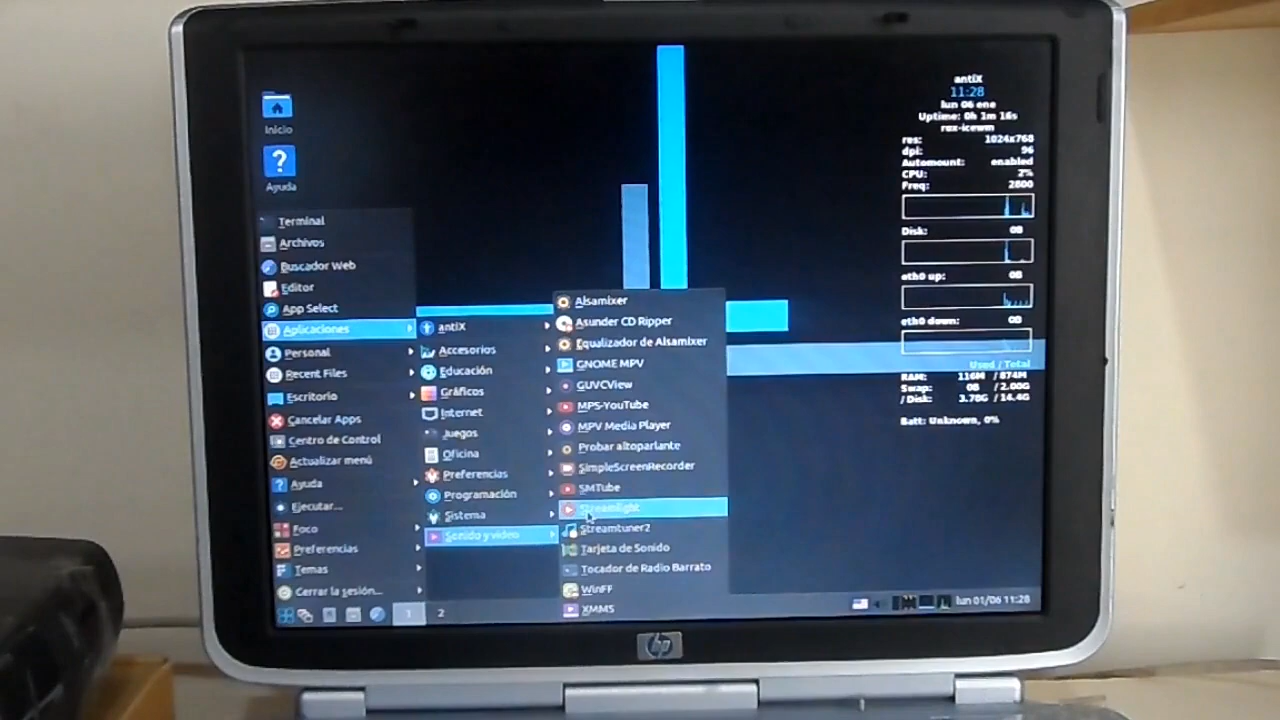 Inicio
?
Ayuda
antiX
11:28
lun 06 ene
Uptime: 0h 1m 16s
rox-icewm
res: 1024x768
dpi: 96
Automount: enabled
CPU: 2%
Freq: 2800
Disk: 0B
eth0 up: 0B
eth0 down: 0B
Used / Total
RAM: 116M / 874M
Swap: 0B / 2.00G
/ Disk: 3.78G / 14.4G
Batt: Unknown, 0%
Terminal
Archivos
Buscador Web
Editor
App Select
Aplicaciones
Personal
Recent Files
Escritorio
Cancelar Apps
Centro de Control
Actualizar menú
Ayuda
Ejecutar...
Foco
Preferencias
Temas
Cerrar la sesión...
antiX
Accesorios
Educación
Gráficos
Internet
Juegos
Oficina
Preferencias
Programación
Sistema
Sonido y video
Alsamixer
Asunder CD Ripper
Equalizador de Alsamixer
GNOME MPV
GUVCView
MPS-YouTube
MPV Media Player
Probar altoparlante
SimpleScreenRecorder
SMTube
Streamlight
Streamtuner2
Tarjeta de Sonido
Tocador de Radio Barrato
WinFF
XMMS
1 2
lun 01/06 11:28
hp